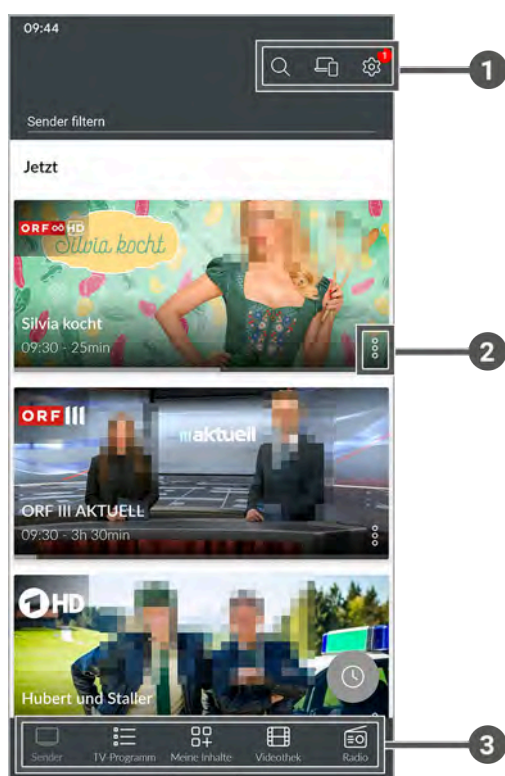 09:44
1
1
Sender filtern
Jetzt
ORF HD
Silvia kocht
Silvia kocht
09:30 - 25min
2
ORF III
III aktuell
ORF III AKTUELL
09:30 - 3h 30min
1 HD
Hubert und Staller
Sender
TV-Programm
Meine Inhalte
Videothek
Radio
3